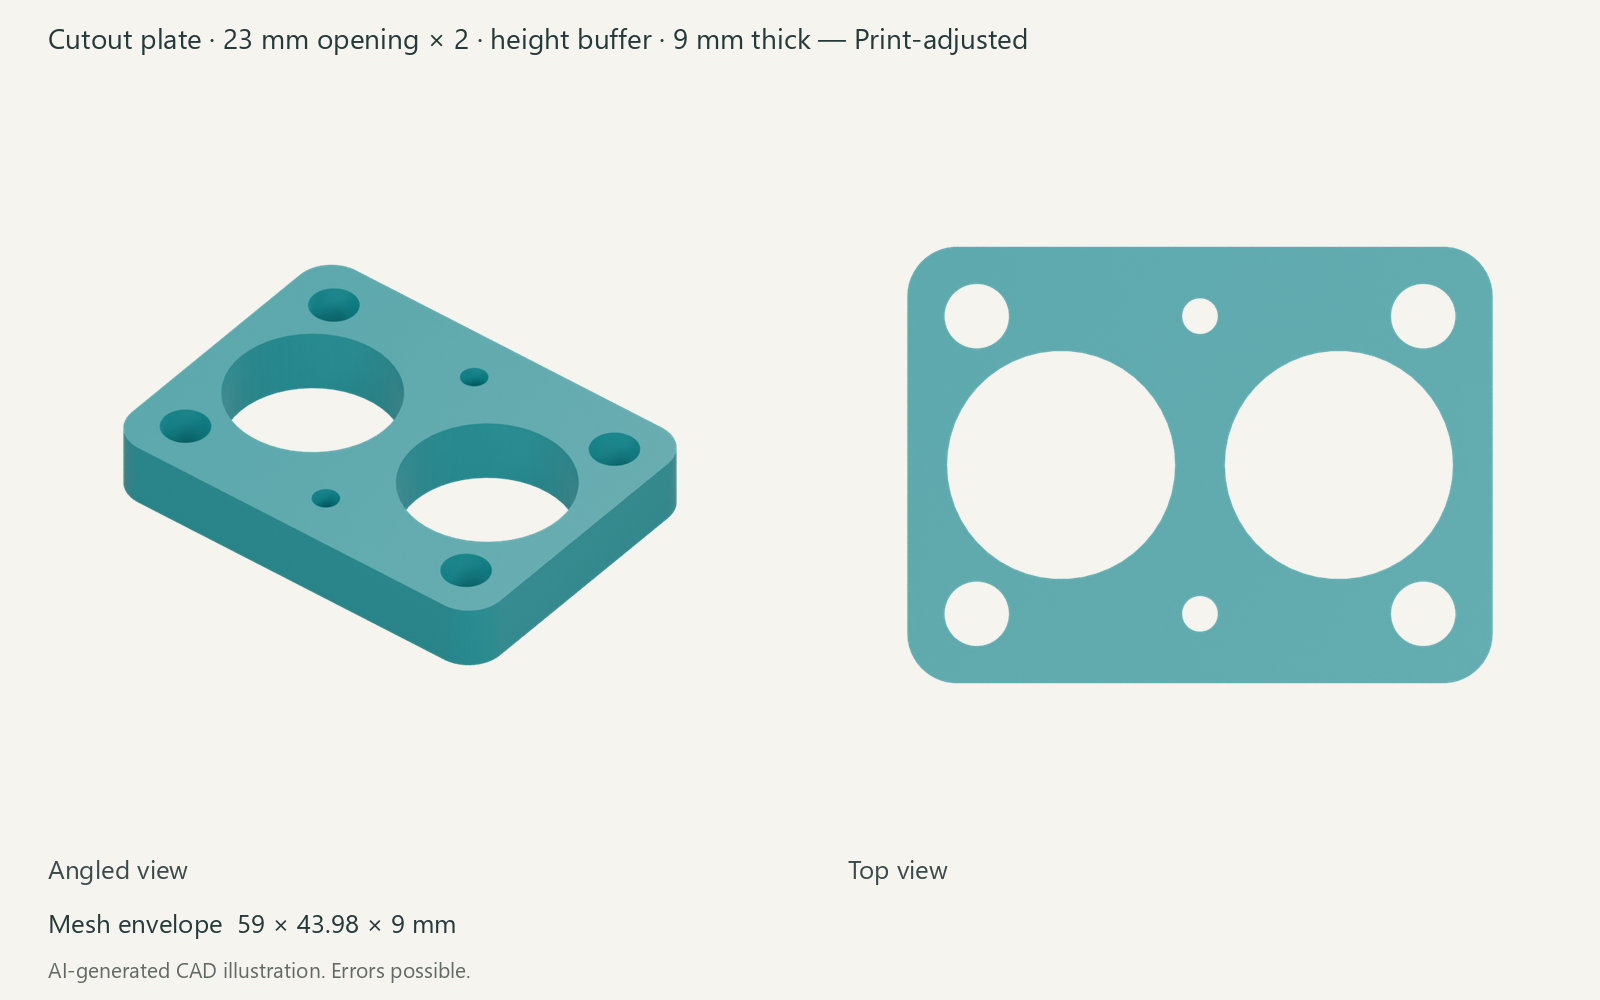 Cutout plate · 23 mm opening × 2 · height buffer · 9 mm thick — Print-adjusted
Angled view
Top view
Mesh envelope 59 × 43.98 × 9 mm
AI-generated CAD illustration. Errors possible.